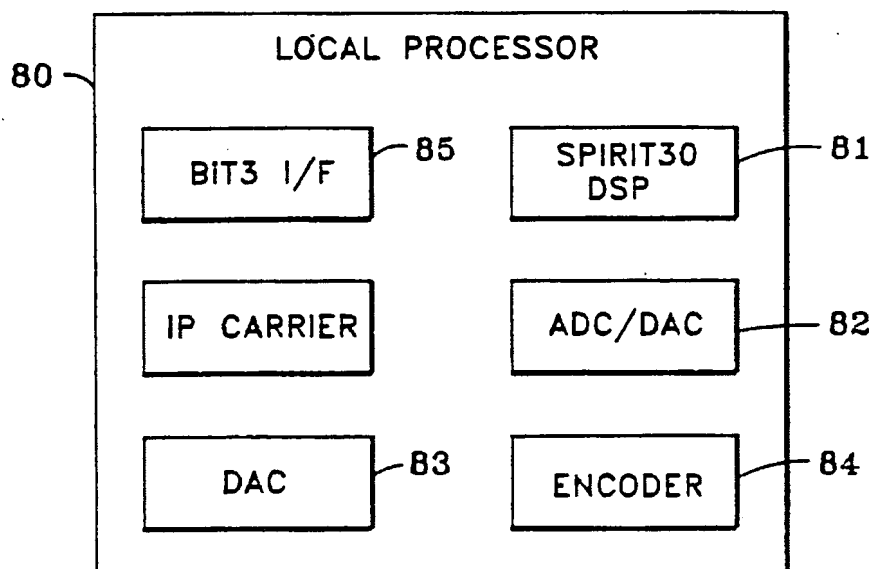 LOCAL PROCESSOR
80
BIT3 I/F
85
SPIRIT30
DSP
81
IP CARRIER
ADC/DAC
82
DAC
83
ENCODER
84